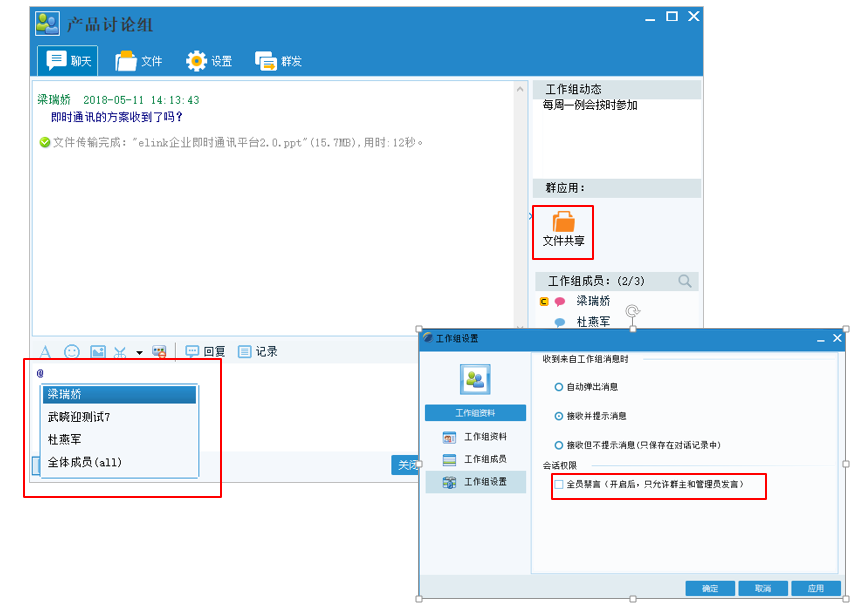 产品讨论组
聊天
文件
设置
群发
梁瑞娇 2018-05-11 14:13:43
即时通讯的方案收到了吗?
文件传输完成: "elink企业即时通讯平台2.0.ppt"(15.7MB),用时:12秒。
工作组动态
每周一例会按时参加
群应用:
文件共享
工作组成员: (2/3)
梁瑞娇
杜燕军
回复
记录
@
梁瑞娇
武晓迎测试7
杜燕军
全体成员(all)
关闭
工作组设置
工作组资料
工作组资料
工作组成员
工作组设置
收到来自工作组消息时
自动弹出消息
接收并提示消息
接收但不提示消息(只保存在对话记录中)
会话权限
全员禁言(开启后，只允许群主和管理员发言)
确定
取消
应用